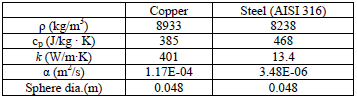 Copper Steel (AISI 316)
ρ (kg/m³) 8933 8238
cₚ (J/kg · K) 385 468
k (W/m·K) 401 13.4
α (m²/s) 1.17E-04 3.48E-06
Sphere dia.(m) 0.048 0.048